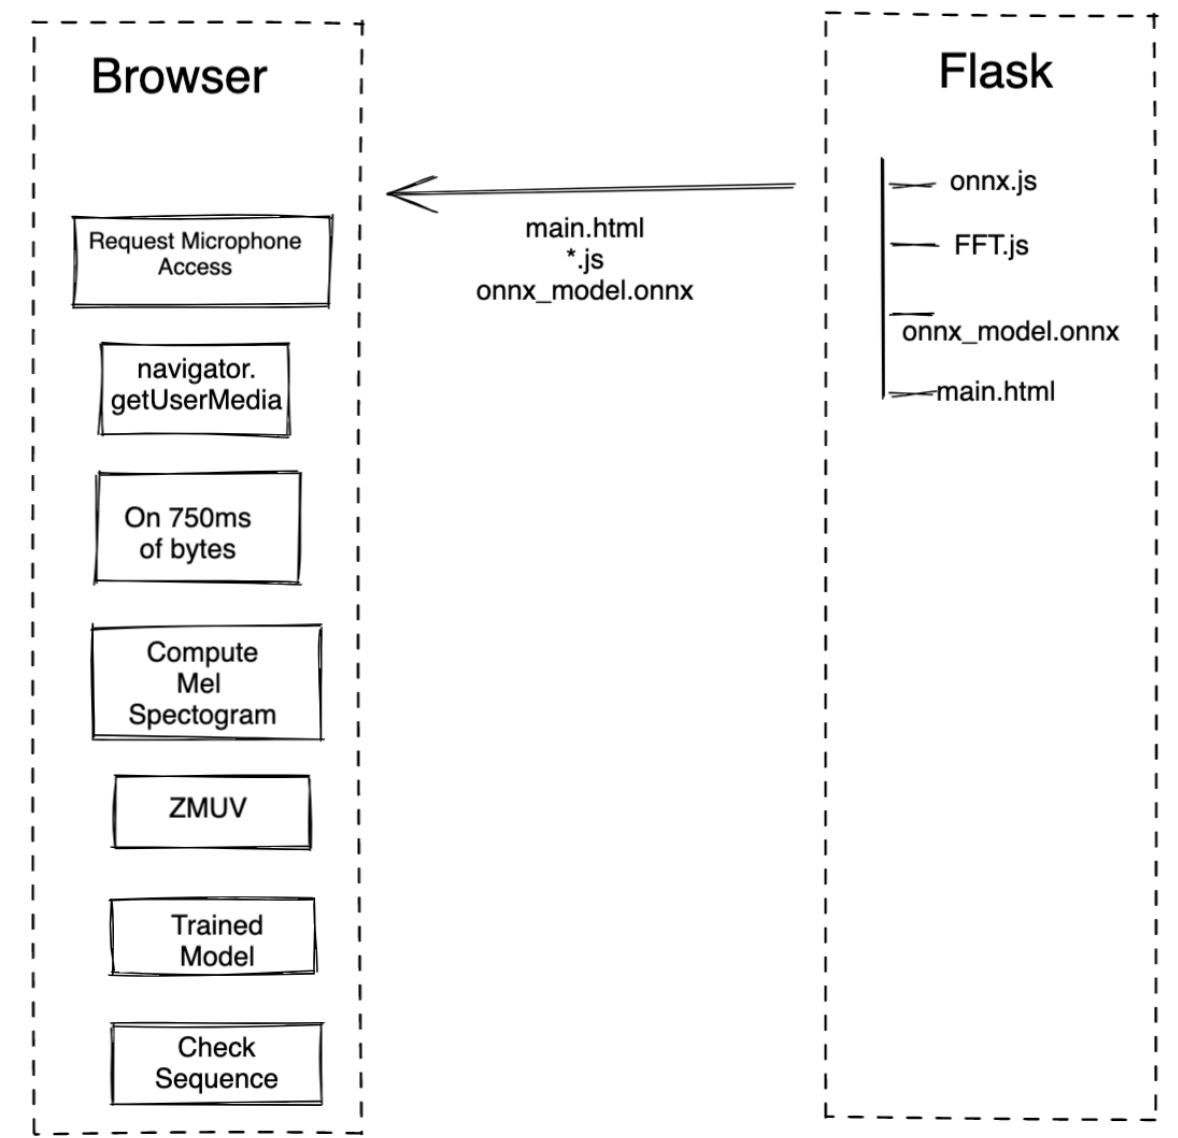 Browser
Request Microphone
Access
navigator.
getUserMedia
On 750ms
of bytes
Compute
Mel
Spectogram
ZMUV
Trained
Model
Check
Sequence
main.html
*.js
onnx_model.onnx
Flask
onnx.js
FFT.js
onnx_model.onnx
main.html